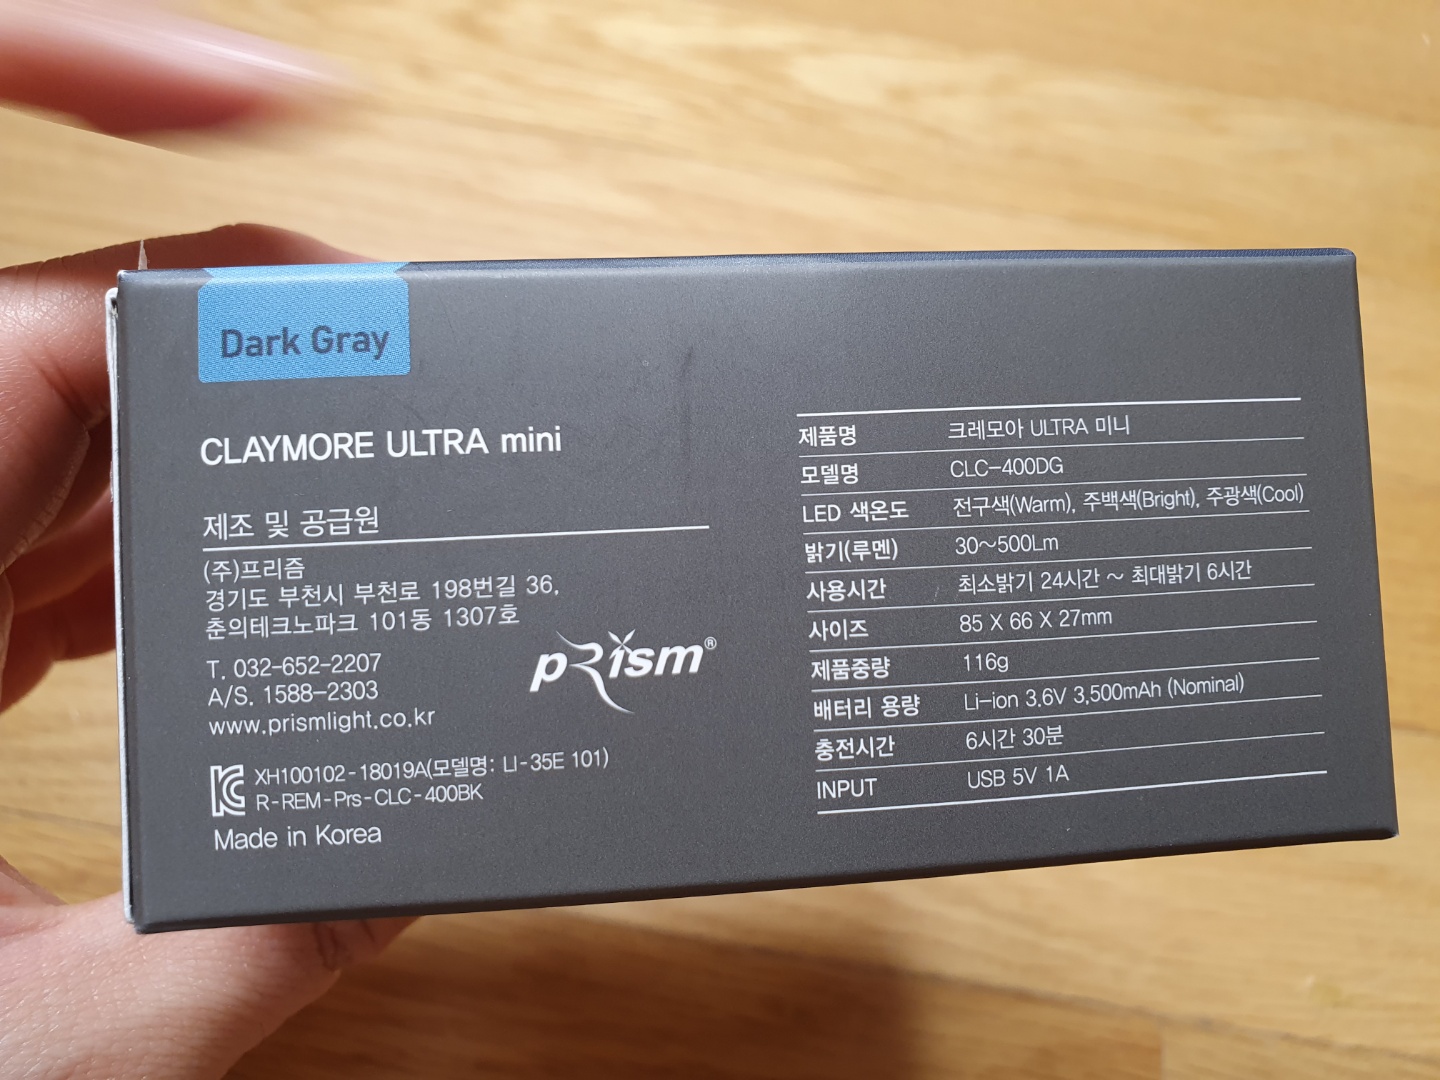 Dark Gray
CLAYMORE ULTRA mini
제조 및 공급원
(주)프리즘
경기도 부천시 부천로 198번길 36,
춘의테크노파크 101동 1307호
T. 032-652-2207
A/S. 1588-2303
www.prismlight.co.kr
prism®
XH100102-18019A(모델명: LI-35E 101)
R-REM-Prs-CLC-400BK
Made in Korea
제품명 크레모아 ULTRA 미니
모델명 CLC-400DG
LED 색온도 전구색(Warm), 주백색(Bright), 주광색(Cool)
밝기(루멘) 30~500Lm
사용시간 최소밝기 24시간 ~ 최대밝기 6시간
사이즈 85 X 66 X 27mm
제품중량 116g
배터리 용량 Li-ion 3.6V 3,500mAh (Nominal)
충전시간 6시간 30분
INPUT USB 5V 1A